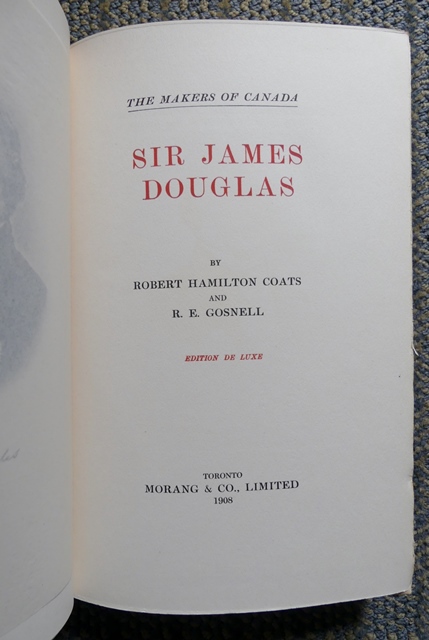 THE MAKERS OF CANADA
SIR JAMES
DOUGLAS
BY
ROBERT HAMILTON COATS
AND
R. E. GOSNELL
EDITION DE LUXE
TORONTO
MORANG & CO., LIMITED
1908